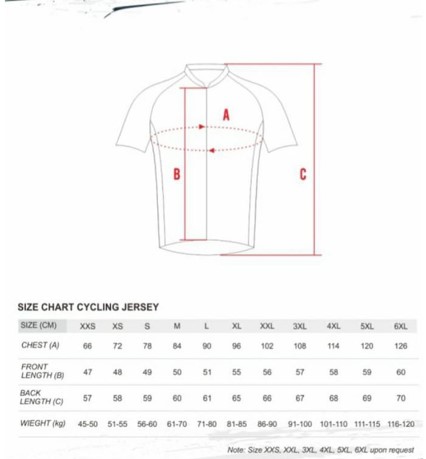 A
B
C
SIZE CHART CYCLING JERSEY
SIZE (CM) XXS XS S M L XL XXL 3XL 4XL 5XL 6XL
CHEST (A) 66 72 78 84 90 96 102 108 114 120 126
FRONT
LENGTH (B) 47 48 49 50 51 55 56 57 58 59 60
BACK
LENGTH (C) 57 58 59 60 61 65 66 67 68 69 70
WIEGHT (kg) 45-50 51-55 56-60 61-70 71-80 81-85 86-90 91-100 101-110 111-115 116-120
Note: Size XXS, XXL, 3XL, 4XL, 5XL, 6XL upon request